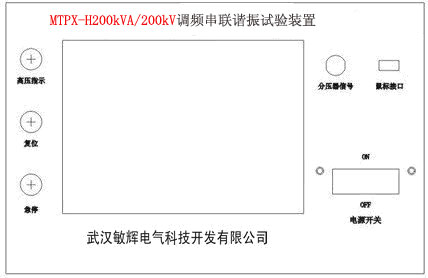 MTPX-H200kVA/200kV调频串联谐振试验装置
高压指示
分压器信号
鼠标接口
复位
ON
急停
OFF
电源开关
武汉敏辉电气科技开发有限公司